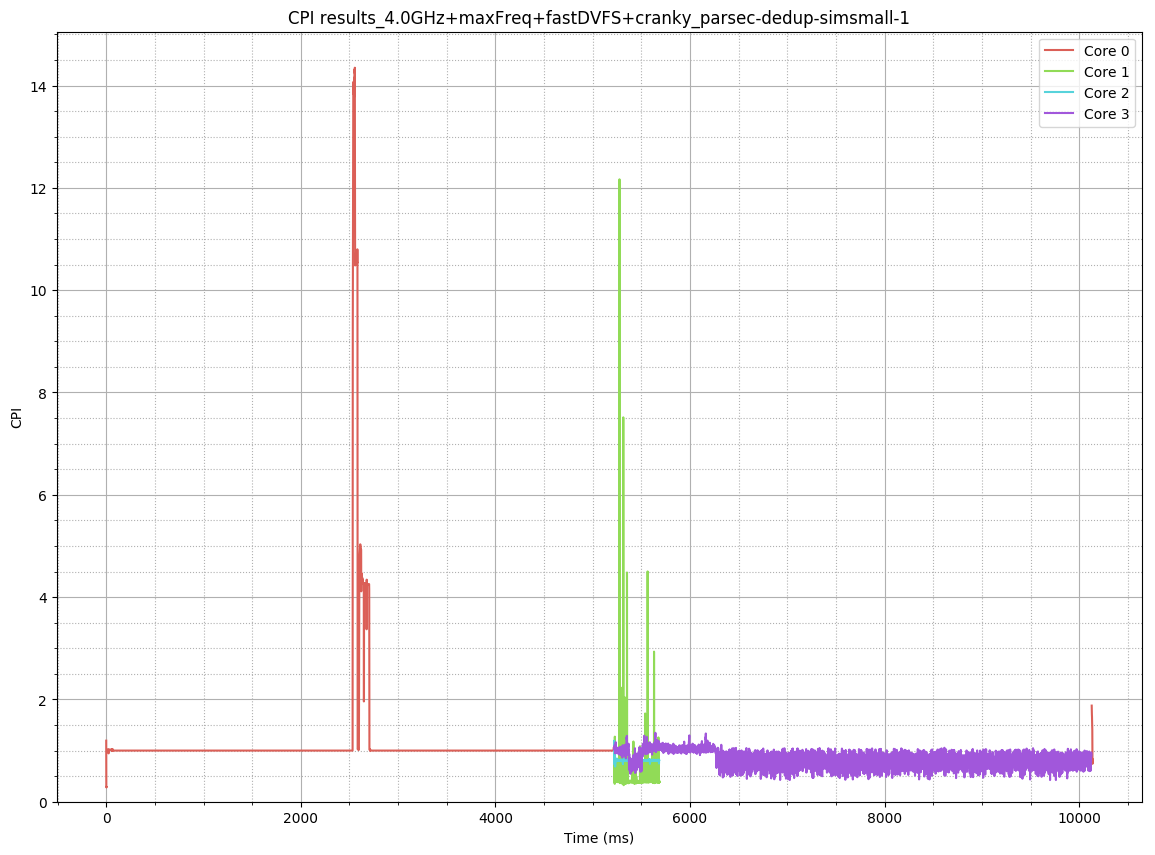 CPI results_4.0GHz+maxFreq+fastDVFS+cranky_parsec-dedup-simsmall-1
Core 0
Core 1
Core 2
Core 3
14
12
10
8
6
4
2
0
CPI
0 2000 4000 6000 8000 10000
Time (ms)